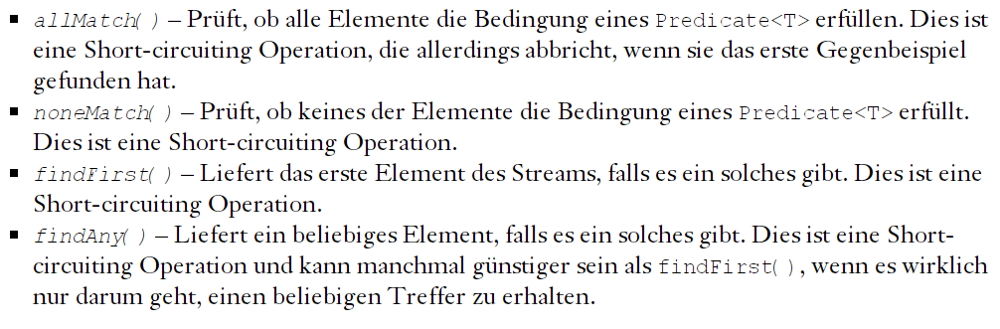 ▪ allMatch() – Prüft, ob alle Elemente die Bedingung eines Predicate<T> erfüllen. Dies ist
eine Short-circuiting Operation, die allerdings abbricht, wenn sie das erste Gegenbeispiel
gefunden hat.
▪ noneMatch() – Prüft, ob keines der Elemente die Bedingung eines Predicate<T> erfüllt.
Dies ist eine Short-circuiting Operation.
▪ findFirst() – Liefert das erste Element des Streams, falls es ein solches gibt. Dies ist eine
Short-circuiting Operation.
▪ findAny() – Liefert ein beliebiges Element, falls es ein solches gibt. Dies ist eine Short-
circuiting Operation und kann manchmal günstiger sein als findFirst(), wenn es wirklich
nur darum geht, einen beliebigen Treffer zu erhalten.